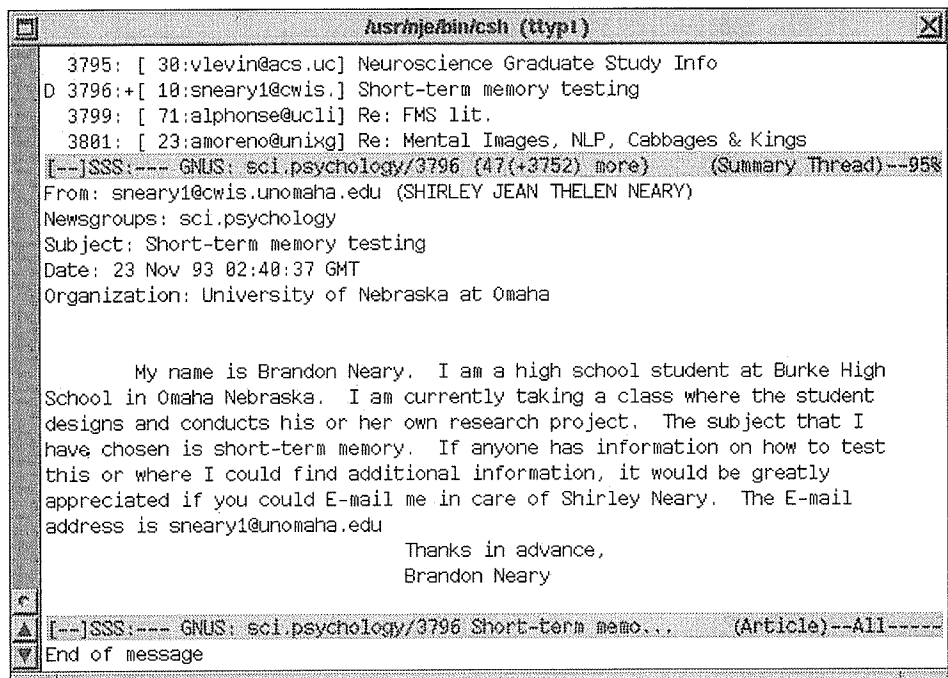 /usr/nje/bin/csh (ttyp1)
3795: [ 30:vlevin@acs.uc] Neuroscience Graduate Study Info
D 3796:+[ 10:sneary1@cwis.] Short-term memory testing
3799: [ 71:alphonse@ucli] Re: FMS lit.
3801: [ 23:amoreno@unixg] Re: Mental Images, NLP, Cabbages & Kings
[--]SSS:--- GNUS: sci.psychology/3796 {47(+3752) more} (Summary Thread)--95%
From: sneary1@cwis.unomaha.edu (SHIRLEY JEAN THELEN NEARY)
Newsgroups: sci.psychology
Subject: Short-term memory testing
Date: 23 Nov 93 02:40:37 GMT
Organization: University of Nebraska at Omaha
My name is Brandon Neary. I am a high school student at Burke High
School in Omaha Nebraska. I am currently taking a class where the student
designs and conducts his or her own research project. The subject that I
have chosen is short-term memory. If anyone has information on how to test
this or where I could find additional information, it would be greatly
appreciated if you could E-mail me in care of Shirley Neary. The E-mail
address is sneary1@unomaha.edu
Thanks in advance,
Brandon Neary
[--]SSS:--- GNUS: sci.psychology/3796 Short-term memo... (Article)--All-----
End of message